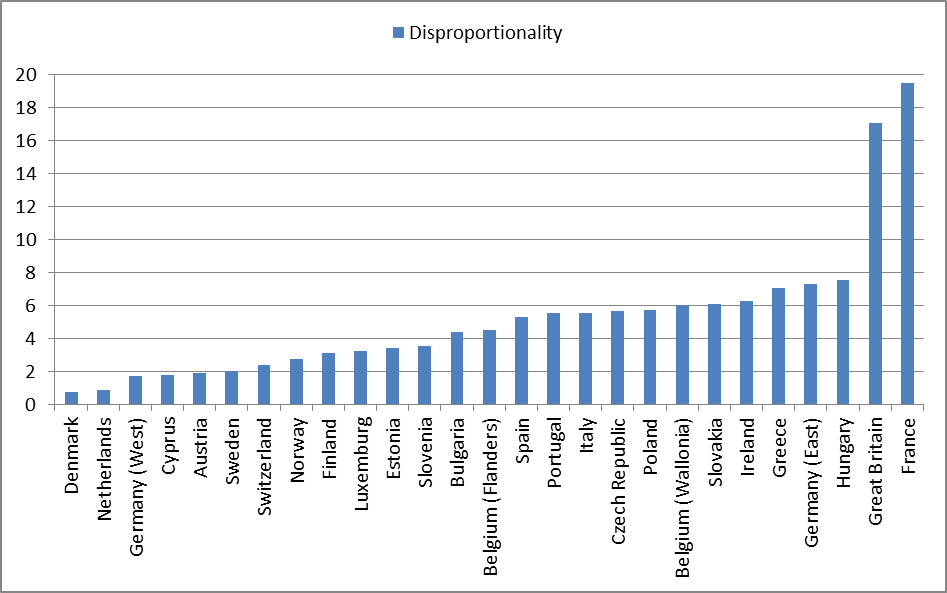 Disproportionality
20
18
16
14
12
10
8
6
4
2
0
Denmark
Netherlands
Germany (West)
Cyprus
Austria
Sweden
Switzerland
Norway
Finland
Luxemburg
Estonia
Slovenia
Bulgaria
Belgium (Flanders)
Spain
Portugal
Italy
Czech Republic
Poland
Belgium (Wallonia)
Slovakia
Ireland
Greece
Germany (East)
Hungary
Great Britain
France